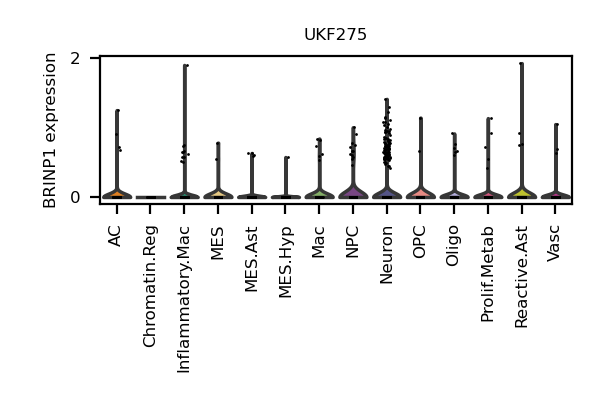 UKF275
BRINP1 expression
2
0
AC
Chromatin.Reg
Inflammatory.Mac
MES
MES.Ast
MES.Hyp
Mac
NPC
Neuron
OPC
Oligo
Prolif.Metab
Reactive.Ast
Vasc